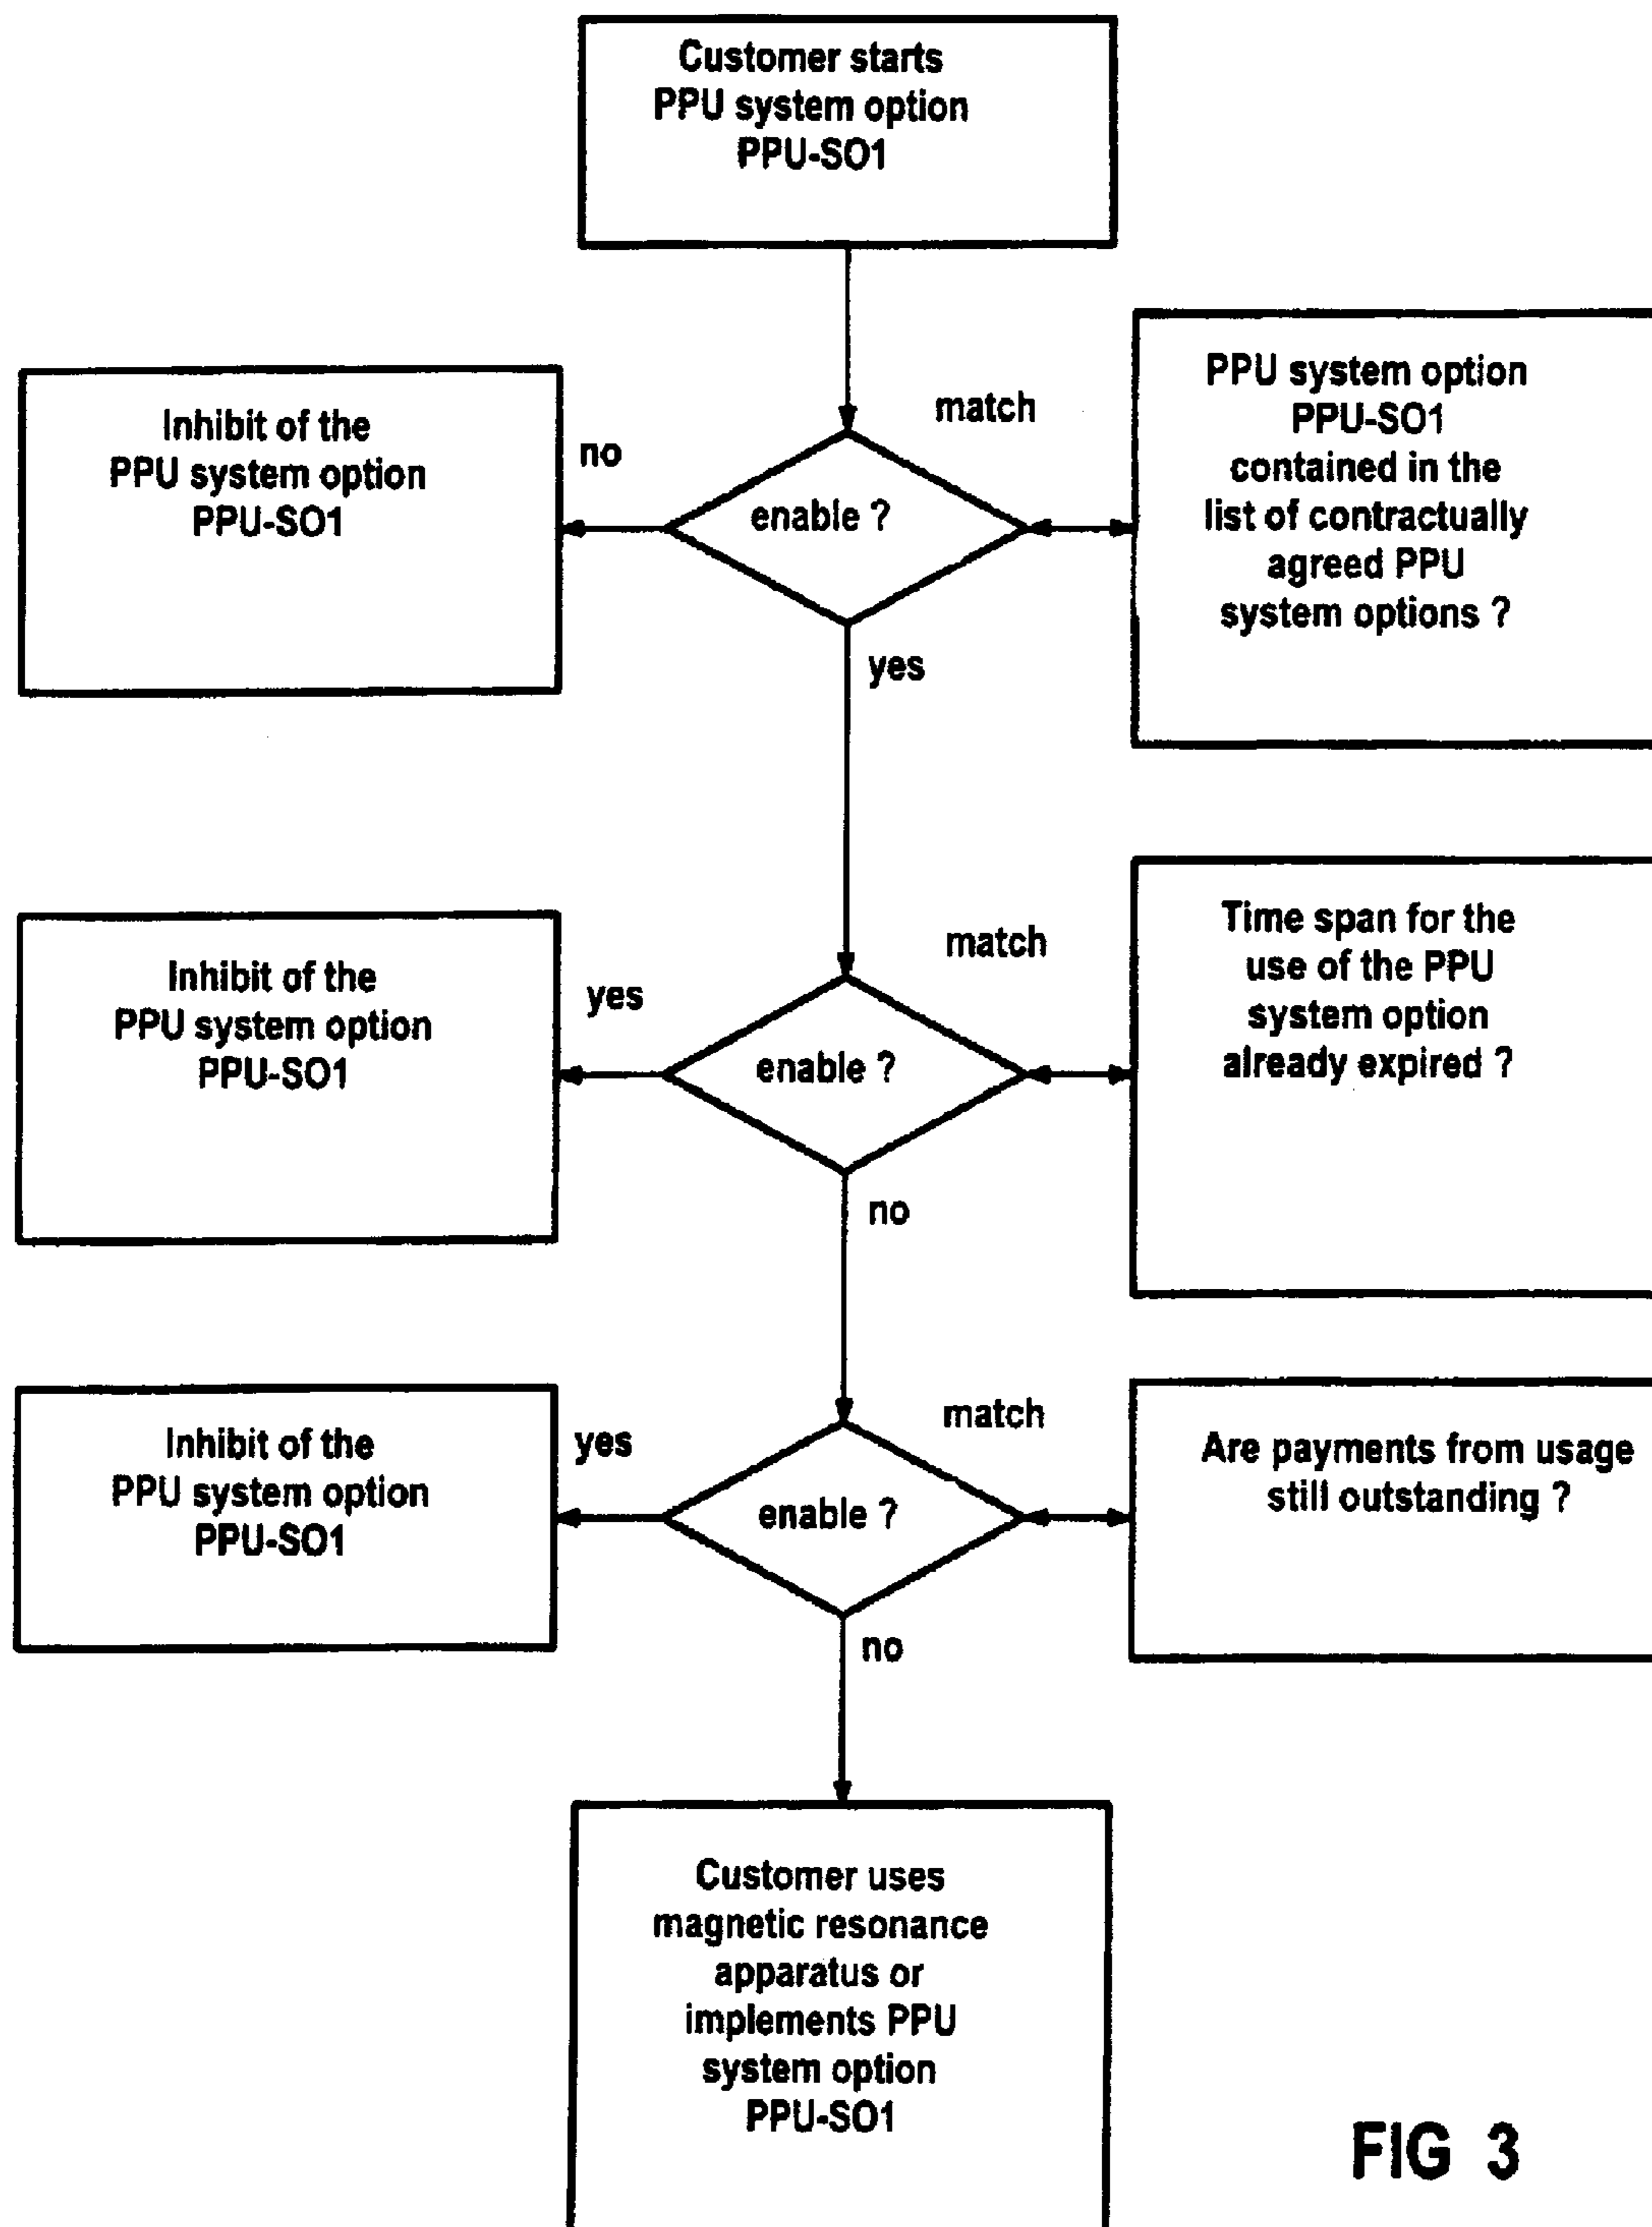 Customer starts
PPU system option
PPU-SO1
match
PPU system option
PPU-SO1
contained in the
list of contractually
agreed PPU
system options ?
Inhibit of the
PPU system option
PPU-SO1
no
enable ?
yes
match
Time span for the
use of the PPU
system option
already expired ?
Inhibit of the
PPU system option
PPU-SO1
yes
enable ?
no
match
Are payments from usage
still outstanding ?
Inhibit of the
PPU system option
PPU-SO1
yes
enable ?
no
Customer uses
magnetic resonance
apparatus or
implements PPU
system option
PPU-SO1
FIG 3